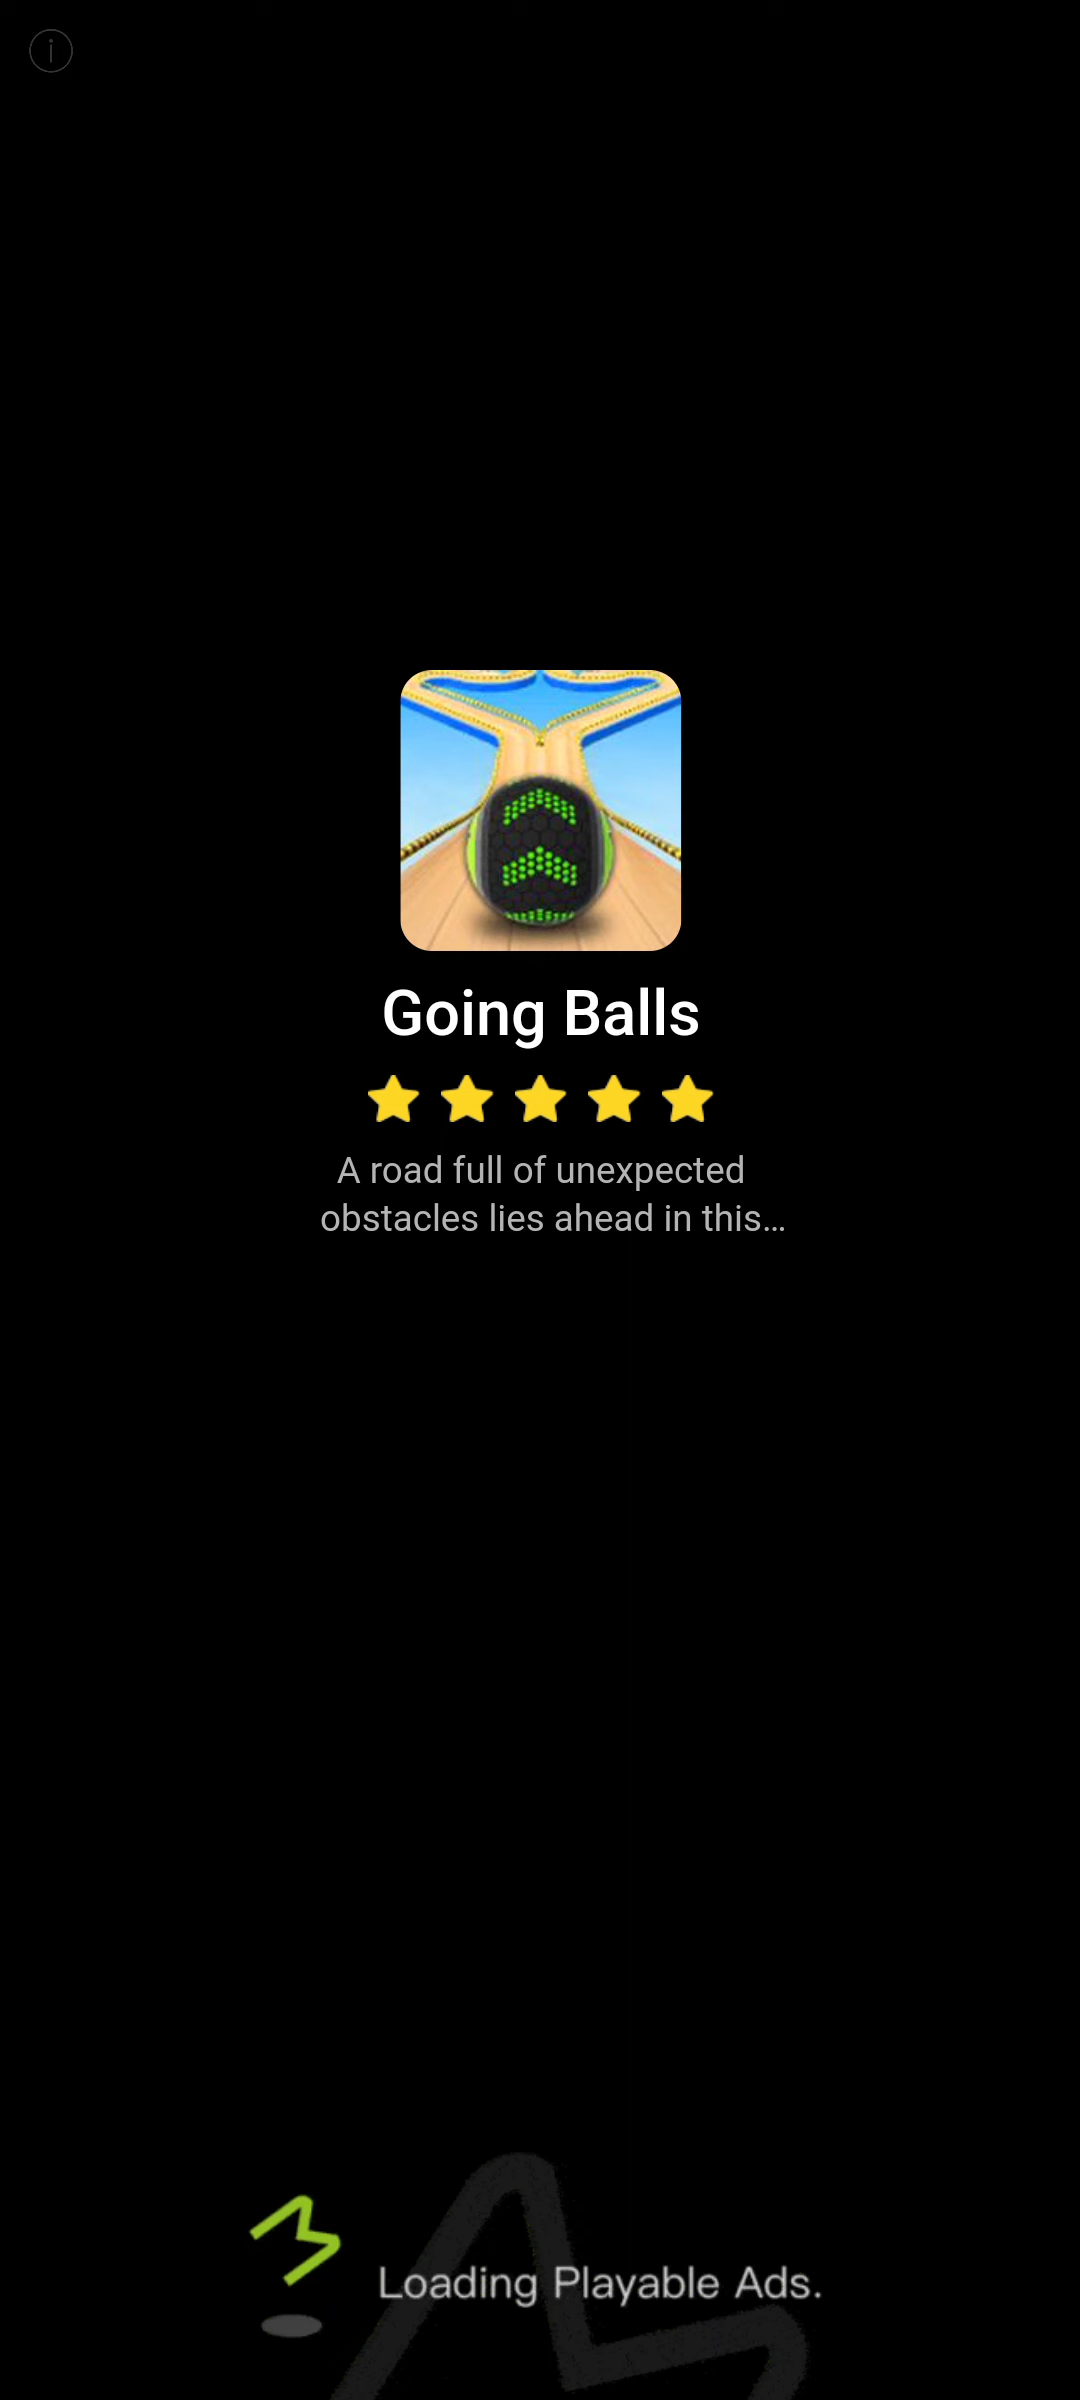 Going Balls
A road full of unexpected
obstacles lies ahead in this...
Loading Playable Ads.